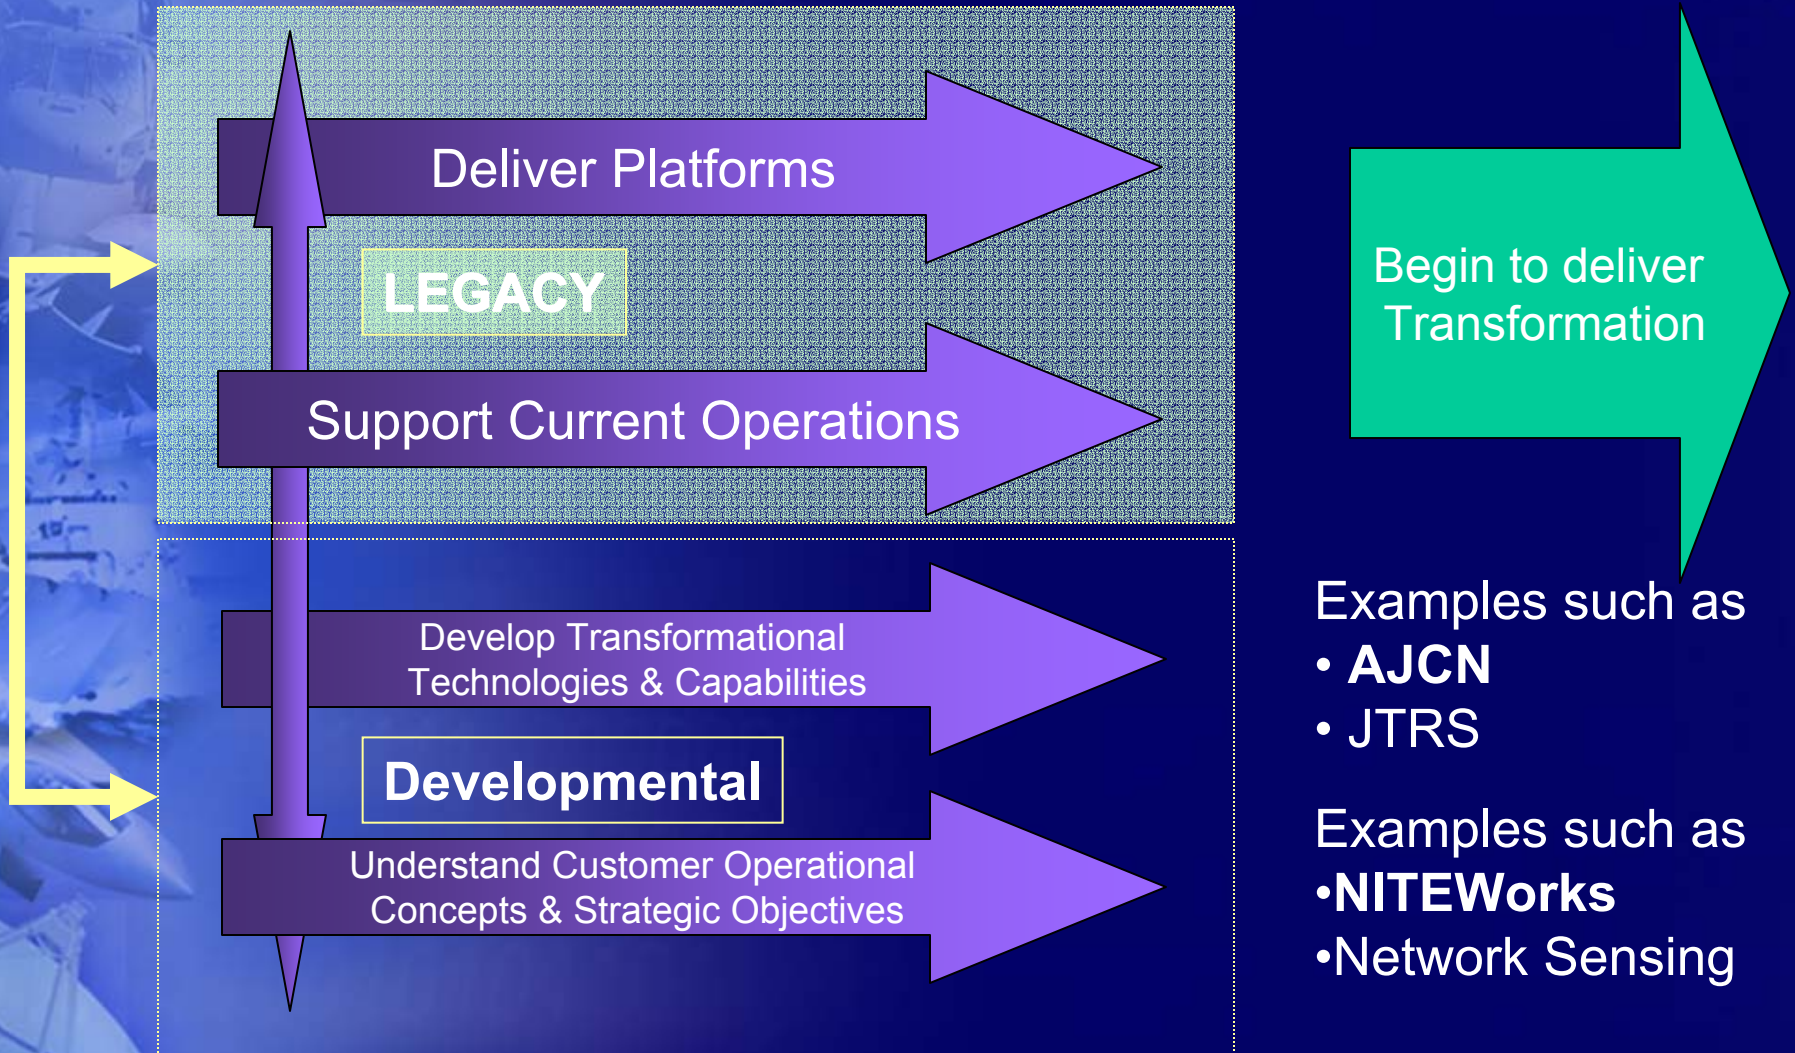 Deliver Platforms
LEGACY
Support Current Operations
Begin to deliver
Transformation
Develop Transformational
Technologies & Capabilities
Developmental
Understand Customer Operational
Concepts & Strategic Objectives
Examples such as
• AJCN
• JTRS
Examples such as
•NITEWorks
•Network Sensing